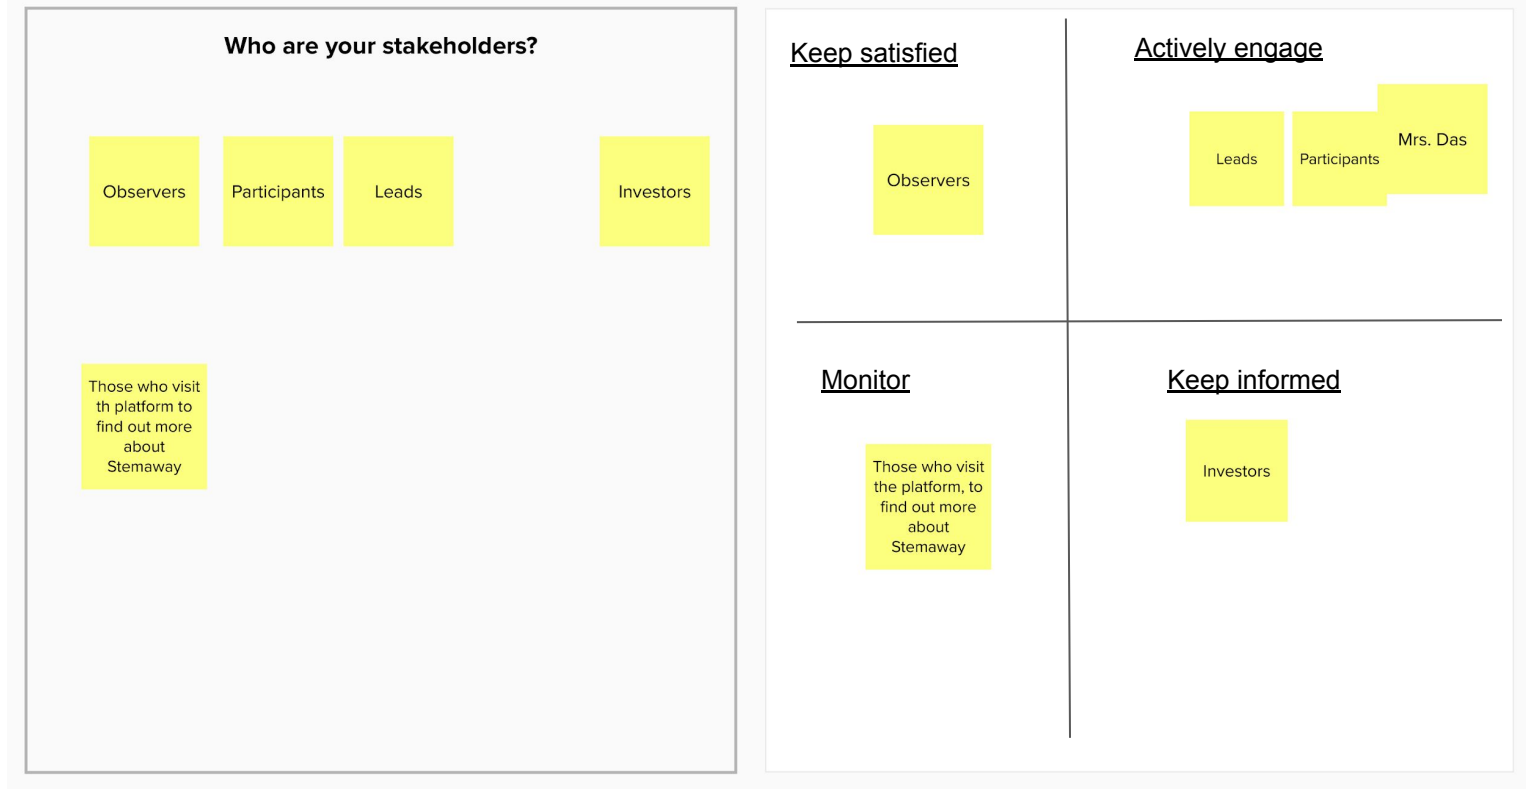 Who are your stakeholders?
Observers
Participants
Leads
Investors
Those who visit
th platform to
find out more
about
Stemaway
Keep satisfied
Observers
Actively engage
Leads
Participants
Mrs. Das
Monitor
Those who visit
the platform, to
find out more
about
Stemaway
Keep informed
Investors